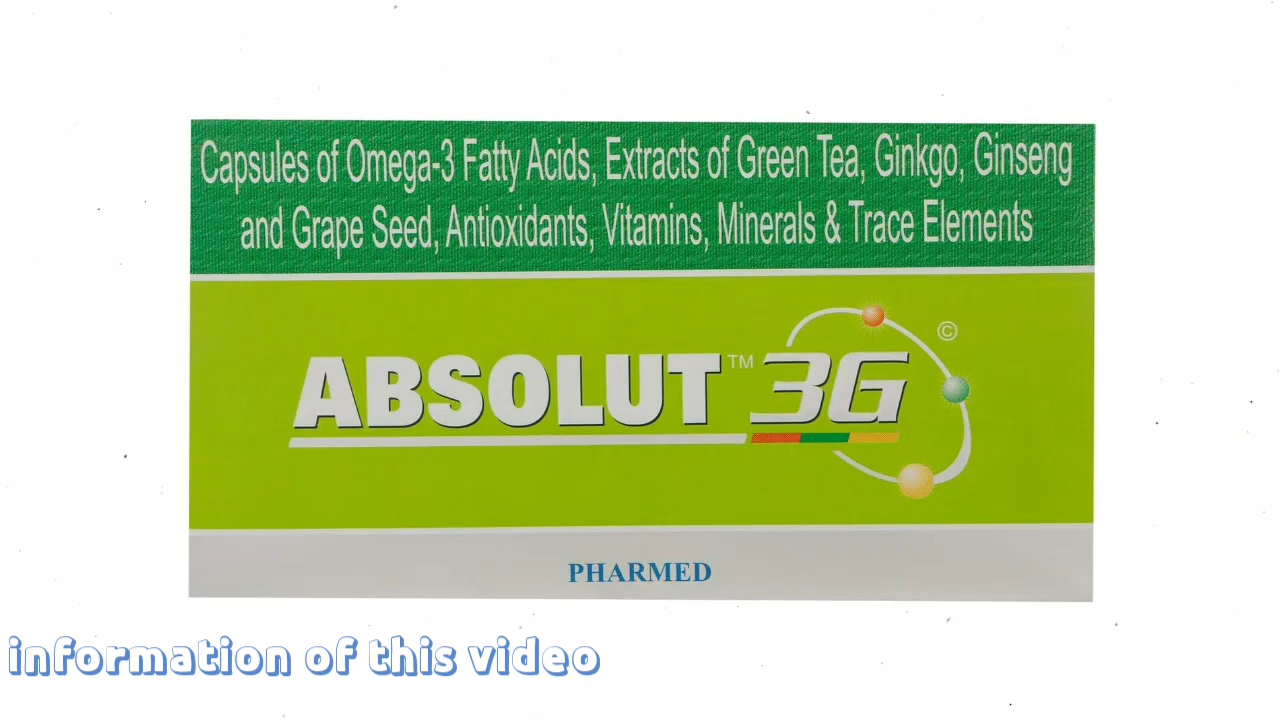 Capsules of Omega-3 Fatty Acids, Extracts of Green Tea, Ginkgo, Ginseng
and Grape Seed, Antioxidants, Vitamins, Minerals & Trace Elements
ABSOLUT™ 3G ©
PHARMED
information of this video